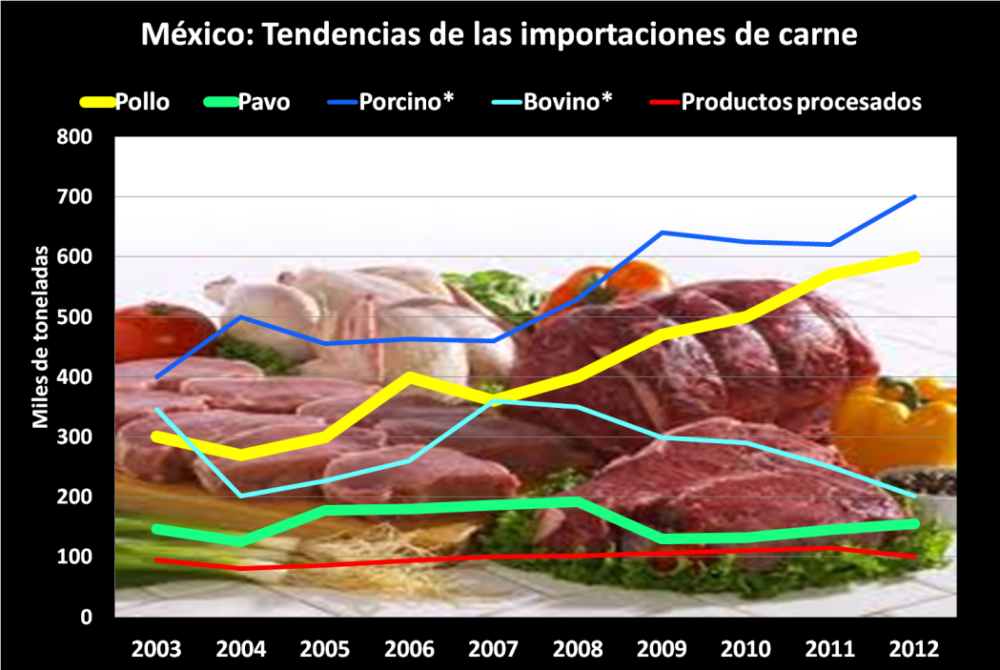 México: Tendencias de las importaciones de carne
Pollo Pavo Porcino* Bovino* Productos procesados
Miles de toneladas
800
700
600
500
400
300
200
100
0
2003 2004 2005 2006 2007 2008 2009 2010 2011 2012